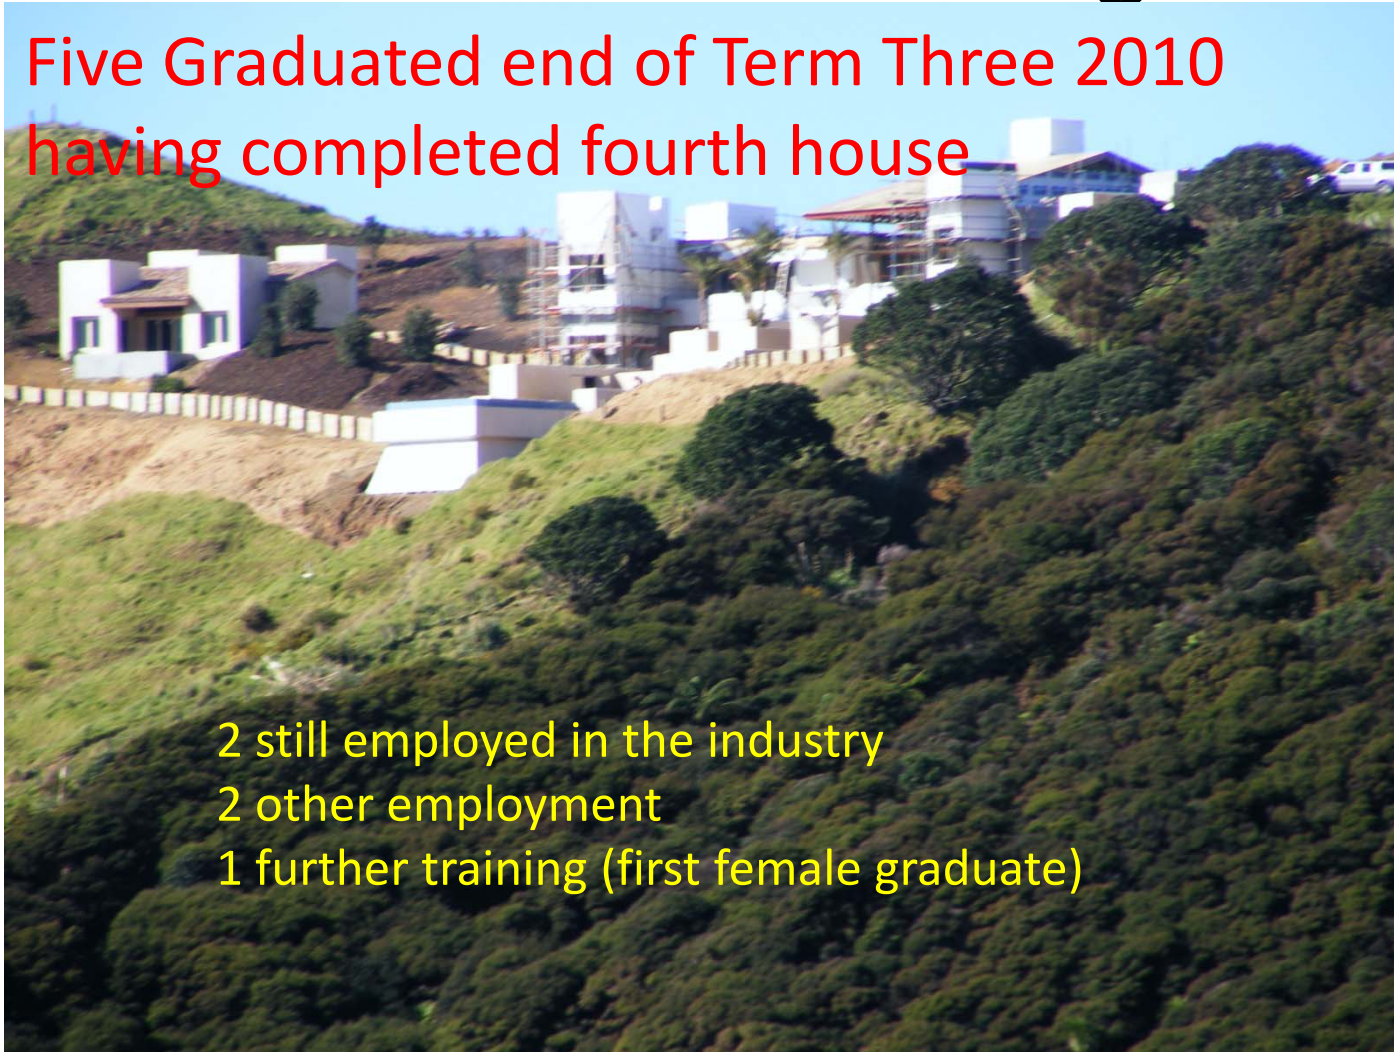 Five Graduated end of Term Three 2010
having completed fourth house
2 still employed in the industry
2 other employment
1 further training (first female graduate)